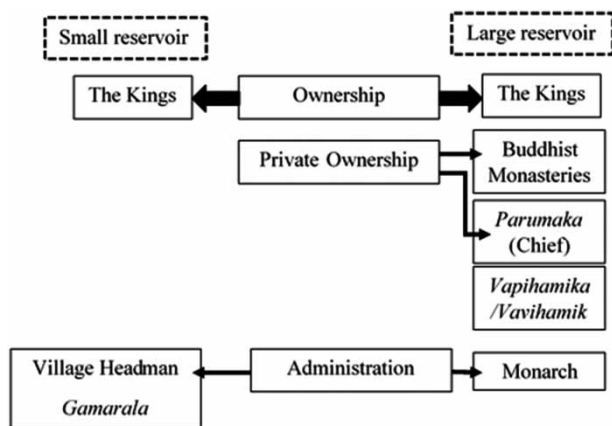 Small reservoir
Large reservoir
The Kings
Ownership
The Kings
Private Ownership
Buddhist
Monasteries
Parumaka
(Chief)
Vapihamika
/Vavihamik
Village Headman
Gamarala
Administration
Monarch